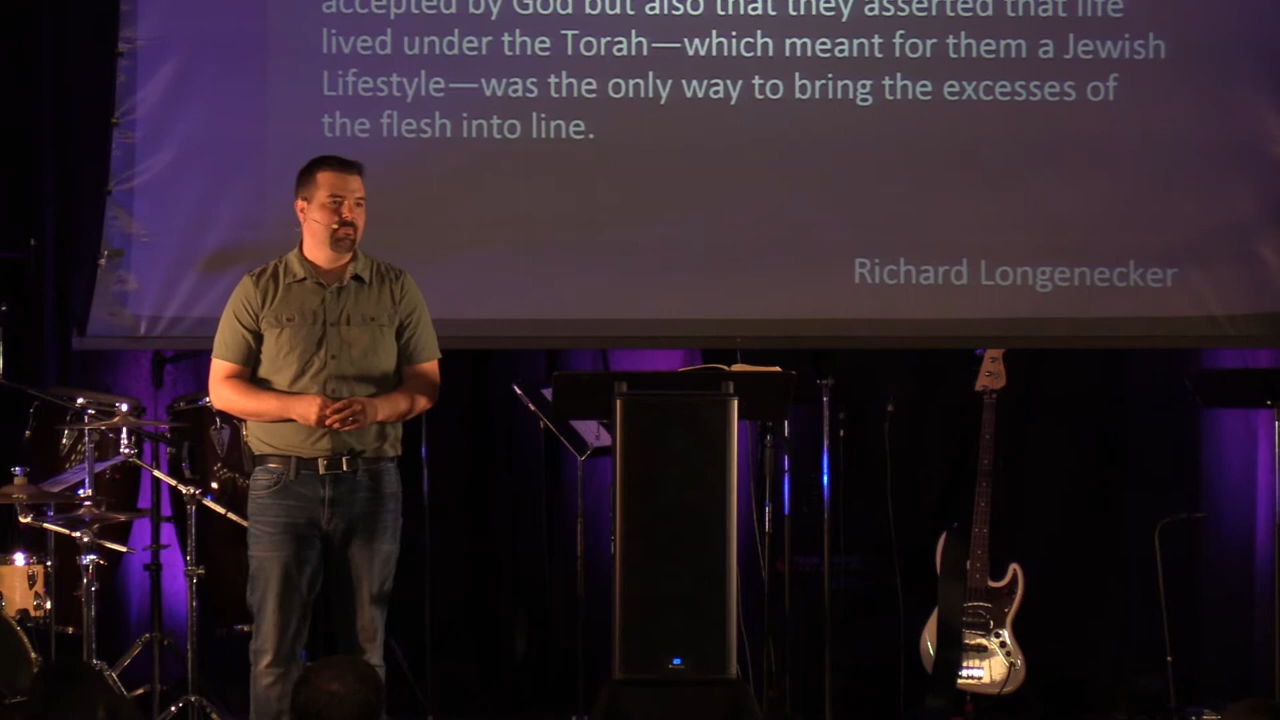 accepted by God but also that they asserted that life
lived under the Torah—which meant for them a Jewish
Lifestyle—was the only way to bring the excesses of
the flesh into line.
Richard Longenecker